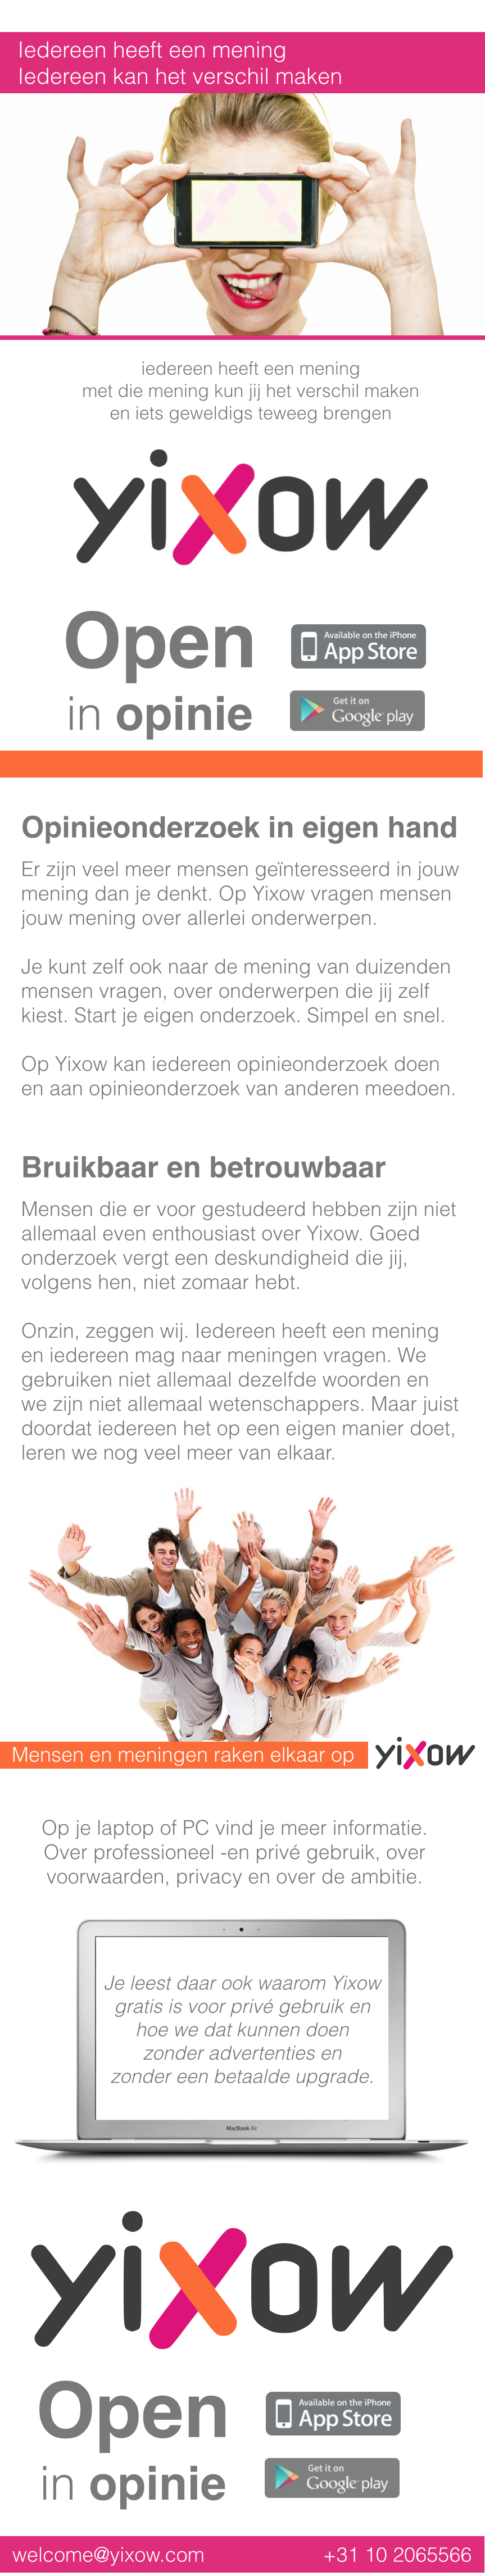 Iedereen heeft een mening
Iedereen kan het verschil maken
iedereen heeft een mening
met die mening kun jij het verschil maken
en iets geweldigs teweeg brengen
yixow
Open
in opinie
Available on the iPhone
App Store
Get it on
Google play
Opinieonderzoek in eigen hand
Er zijn veel meer mensen geïnteresseerd in jouw
mening dan je denkt. Op Yixow vragen mensen
jouw mening over allerlei onderwerpen.
Je kunt zelf ook naar de mening van duizenden
mensen vragen, over onderwerpen die jij zelf
kiest. Start je eigen onderzoek. Simpel en snel.
Op Yixow kan iedereen opinieonderzoek doen
en aan opinieonderzoek van anderen meedoen.
Bruikbaar en betrouwbaar
Mensen die er voor gestudeerd hebben zijn niet
allemaal even enthousiast over Yixow. Goed
onderzoek vergt een deskundigheid die jij,
volgens hen, niet zomaar hebt.
Onzin, zeggen wij. Iedereen heeft een mening
en iedereen mag naar meningen vragen. We
gebruiken niet allemaal dezelfde woorden en
we zijn niet allemaal wetenschappers. Maar juist
doordat iedereen het op een eigen manier doet,
leren we nog veel meer van elkaar.
Mensen en meningen raken elkaar op
yixow
Op je laptop of PC vind je meer informatie.
Over professioneel -en privé gebruik, over
voorwaarden, privacy en over de ambitie.
Je leest daar ook waarom Yixow
gratis is voor privé gebruik en
hoe we dat kunnen doen
zonder advertenties en
zonder een betaalde upgrade.
MacBook Air
yixow
Open
in opinie
Available on the iPhone
App Store
Get it on
Google play
welcome@yixow.com
+31 10 2065566